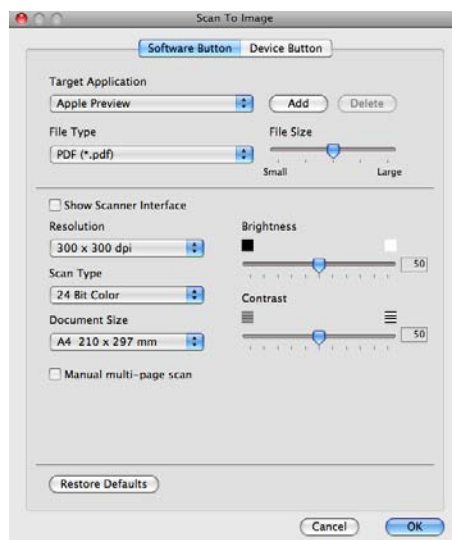 Scan To Image
Software Button Device Button
Target Application
Apple Preview Add Delete
File Type File Size
PDF (*.pdf)
Small Large
Show Scanner Interface
Resolution Brightness
300 x 300 dpi
50
Scan Type
24 Bit Color Contrast
Document Size
A4 210 x 297 mm 50
Manual multi-page scan
Restore Defaults
Cancel OK